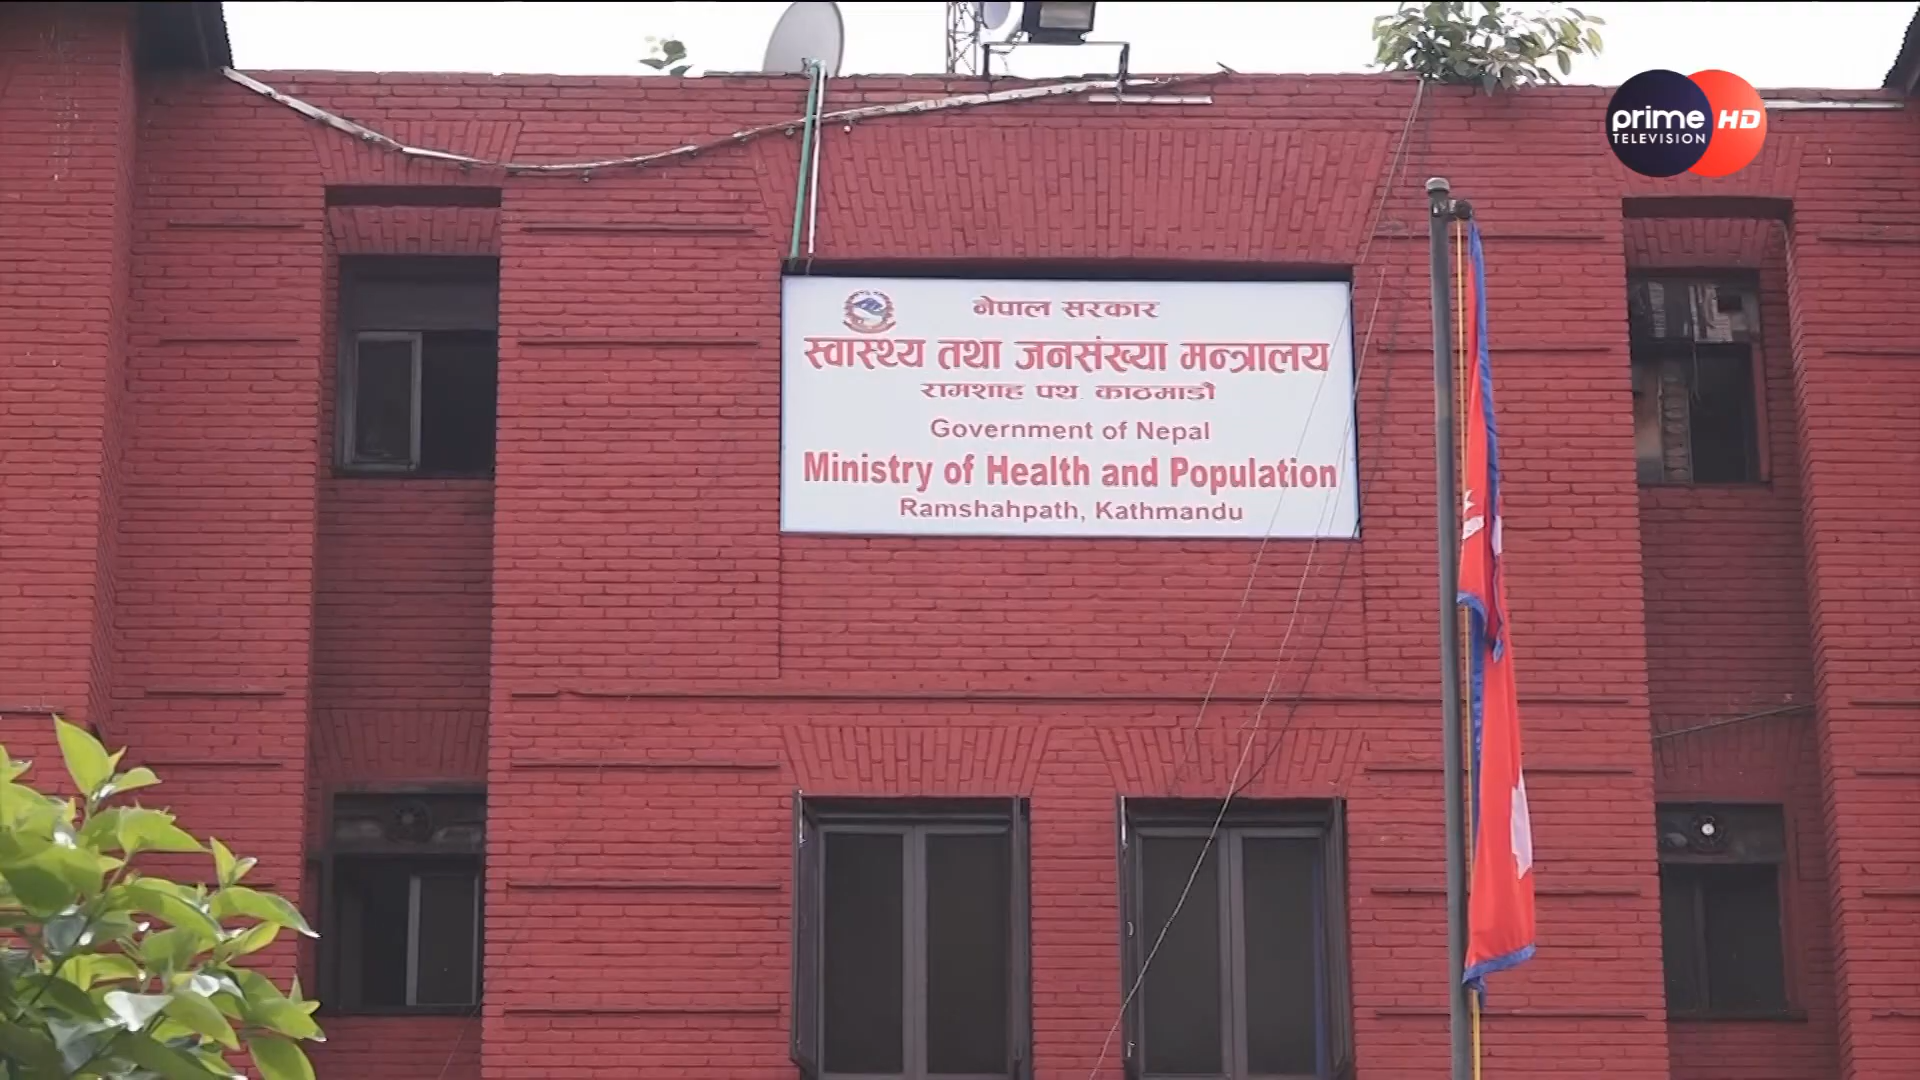 prime HD
TELEVISION
नेपाल सरकार
स्वास्थ्य तथा जनसंख्या मन्त्रालय
रामशाह पथ. काठमाडौं
Government of Nepal
Ministry of Health and Population
Ramshahpath, Kathmandu